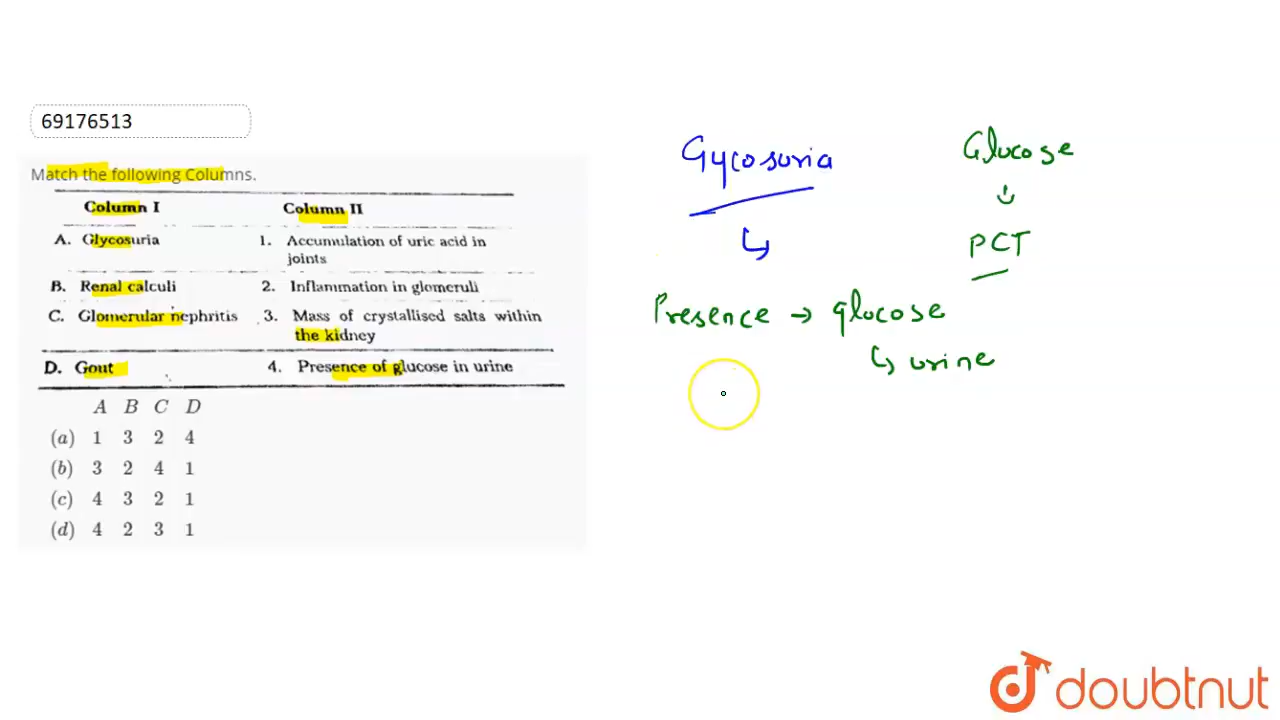 69176513
Match the following Columns.
Column I Column II
A. Glycosuria 1. Accumulation of uric acid in
joints
B. Renal calculi 2. Inflammation in glomeruli
C. Glomerular nephritis 3. Mass of crystallised salts within
the kidney
D. Gout 4. Presence of glucose in urine
A B C D
(a) 1 3 2 4
(b) 3 2 4 1
(c) 4 3 2 1
(d) 4 2 3 1
Gycosuria
Glucose
PCT
Presence → glucose
↳ urine
doubtnut